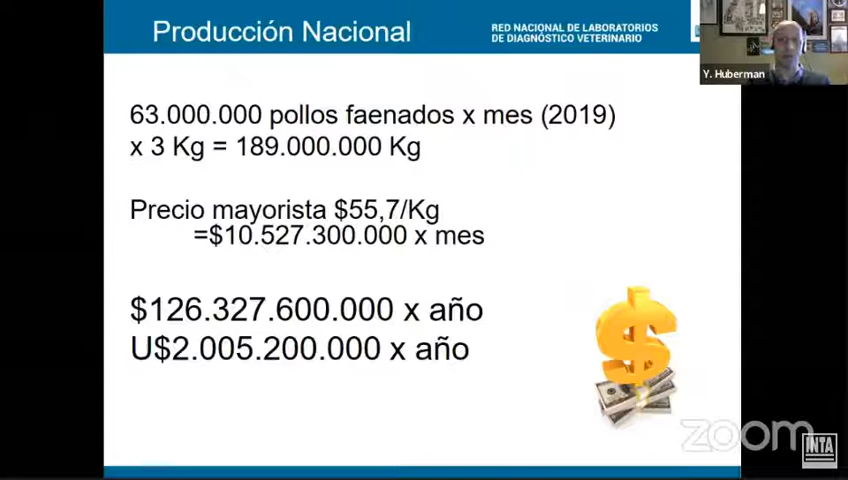 Producción Nacional
RED NACIONAL DE LABORATORIOS
DE DIAGNÓSTICO VETERINARIO
Y. Huberman
63.000.000 pollos faenados x mes (2019)
x 3 Kg = 189.000.000 Kg
Precio mayorista $55,7/Kg
=$10.527.300.000 x mes
$126.327.600.000 x año
U$2.005.200.000 x año
zoom
INTA